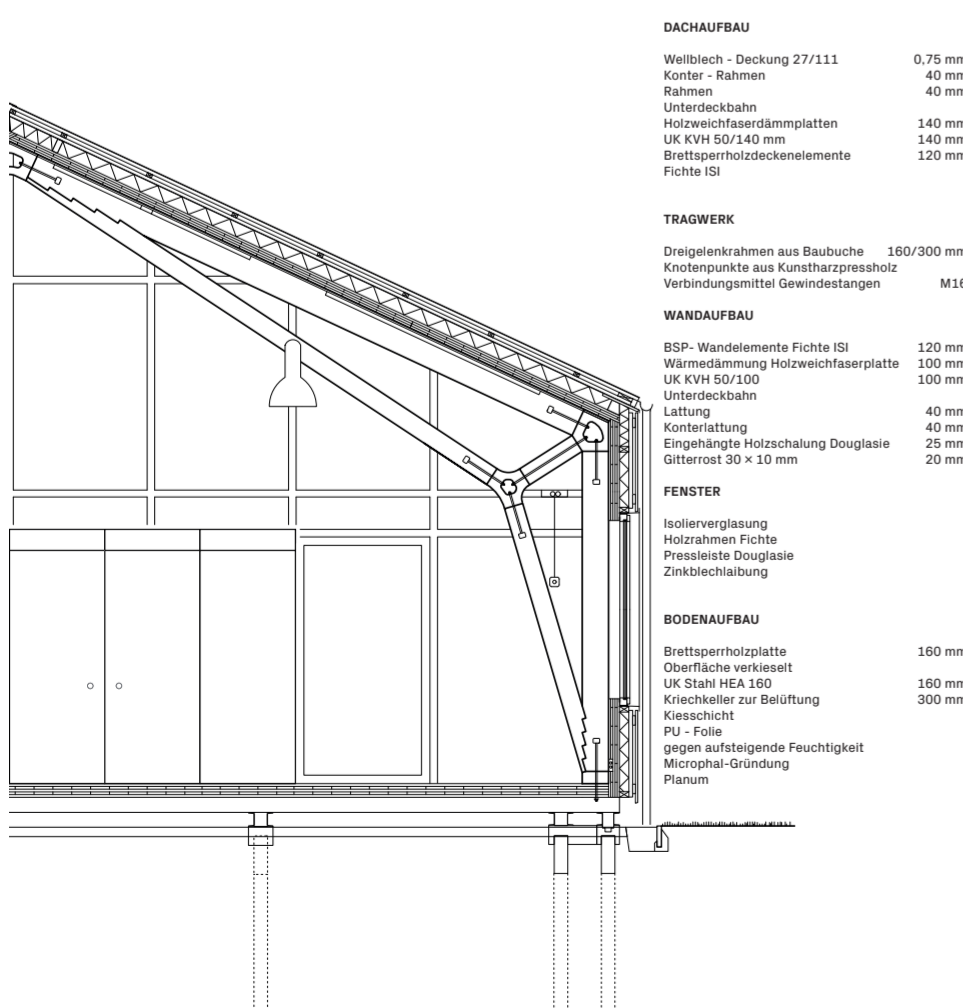 DACHAUFBAU
Wellblech - Deckung 27/111 0,75 mm
Konter - Rahmen 40 mm
Rahmen 40 mm
Unterdeckbahn
Holzweichfaserdämmplatten 140 mm
UK KVH 50/140 mm 140 mm
Brettsperrholzdeckenelemente 120 mm
Fichte ISI
TRAGWERK
Dreigelenkrahmen aus Baubuche 160/300 mm
Knotenpunkte aus Kunstharzpressholz
Verbindungsmittel Gewindestangen M16
WANDAUFBAU
BSP- Wandelemente Fichte ISI 120 mm
Wärmedämmung Holzweichfaserplatte 100 mm
UK KVH 50/100 100 mm
Unterdeckbahn
Lattung 40 mm
Konterlattung 40 mm
Eingehängte Holzschalung Douglasie 25 mm
Gitterrost 30 × 10 mm 20 mm
FENSTER
Isolierverglasung
Holzrahmen Fichte
Pressleiste Douglasie
Zinkblechlaibung
BODENAUFBAU
Brettsperrholzplatte 160 mm
Oberfläche verkieselt
UK Stahl HEA 160 160 mm
Kriechkeller zur Belüftung 300 mm
Kiesschicht
PU - Folie
gegen aufsteigende Feuchtigkeit
Microphal-Gründung
Planum